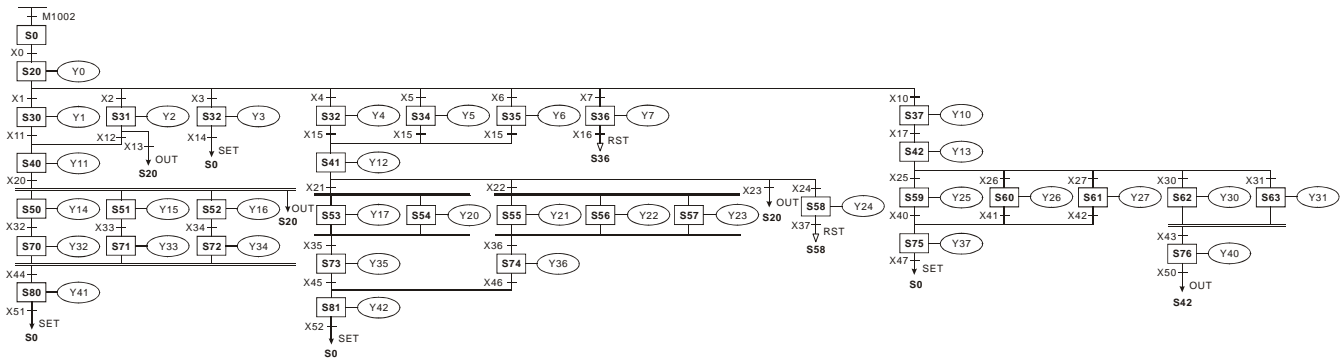 M1002
S0
X0
S20 Y0
X1 X2 X3 X4 X5 X6 X7 X10
S30 Y1 S31 Y2 S32 Y3 S32 Y4 S34 Y5 S35 Y6 S36 Y7 S37 Y10
X11 X12 X13 X14 SET X15 X15 X15 X16 RST X17
OUT
S20 S0 S36
S40 Y11 S41 Y12 S42 Y13
X20 X21 X22 X23 X24 X25 X26 X27 X30 X31
OUT OUT
S20 S20
S50 Y14 S51 Y15 S52 Y16 S53 Y17 S54 Y20 S55 Y21 S56 Y22 S57 Y23 S58 Y24 S59 Y25 S60 Y26 S61 Y27 S62 Y30 S63 Y31
X32 X33 X34 X37 RST X40 X41 X42
S58
S70 Y32 S71 Y33 S72 Y34 X35 X36 S75 Y37 X43
S73 Y35 S74 Y36 S76 Y40
X44 X45 X46 X47 SET X50 OUT
S0 S42
S80 Y41 S81 Y42
X51 SET X52 SET
S0 S0